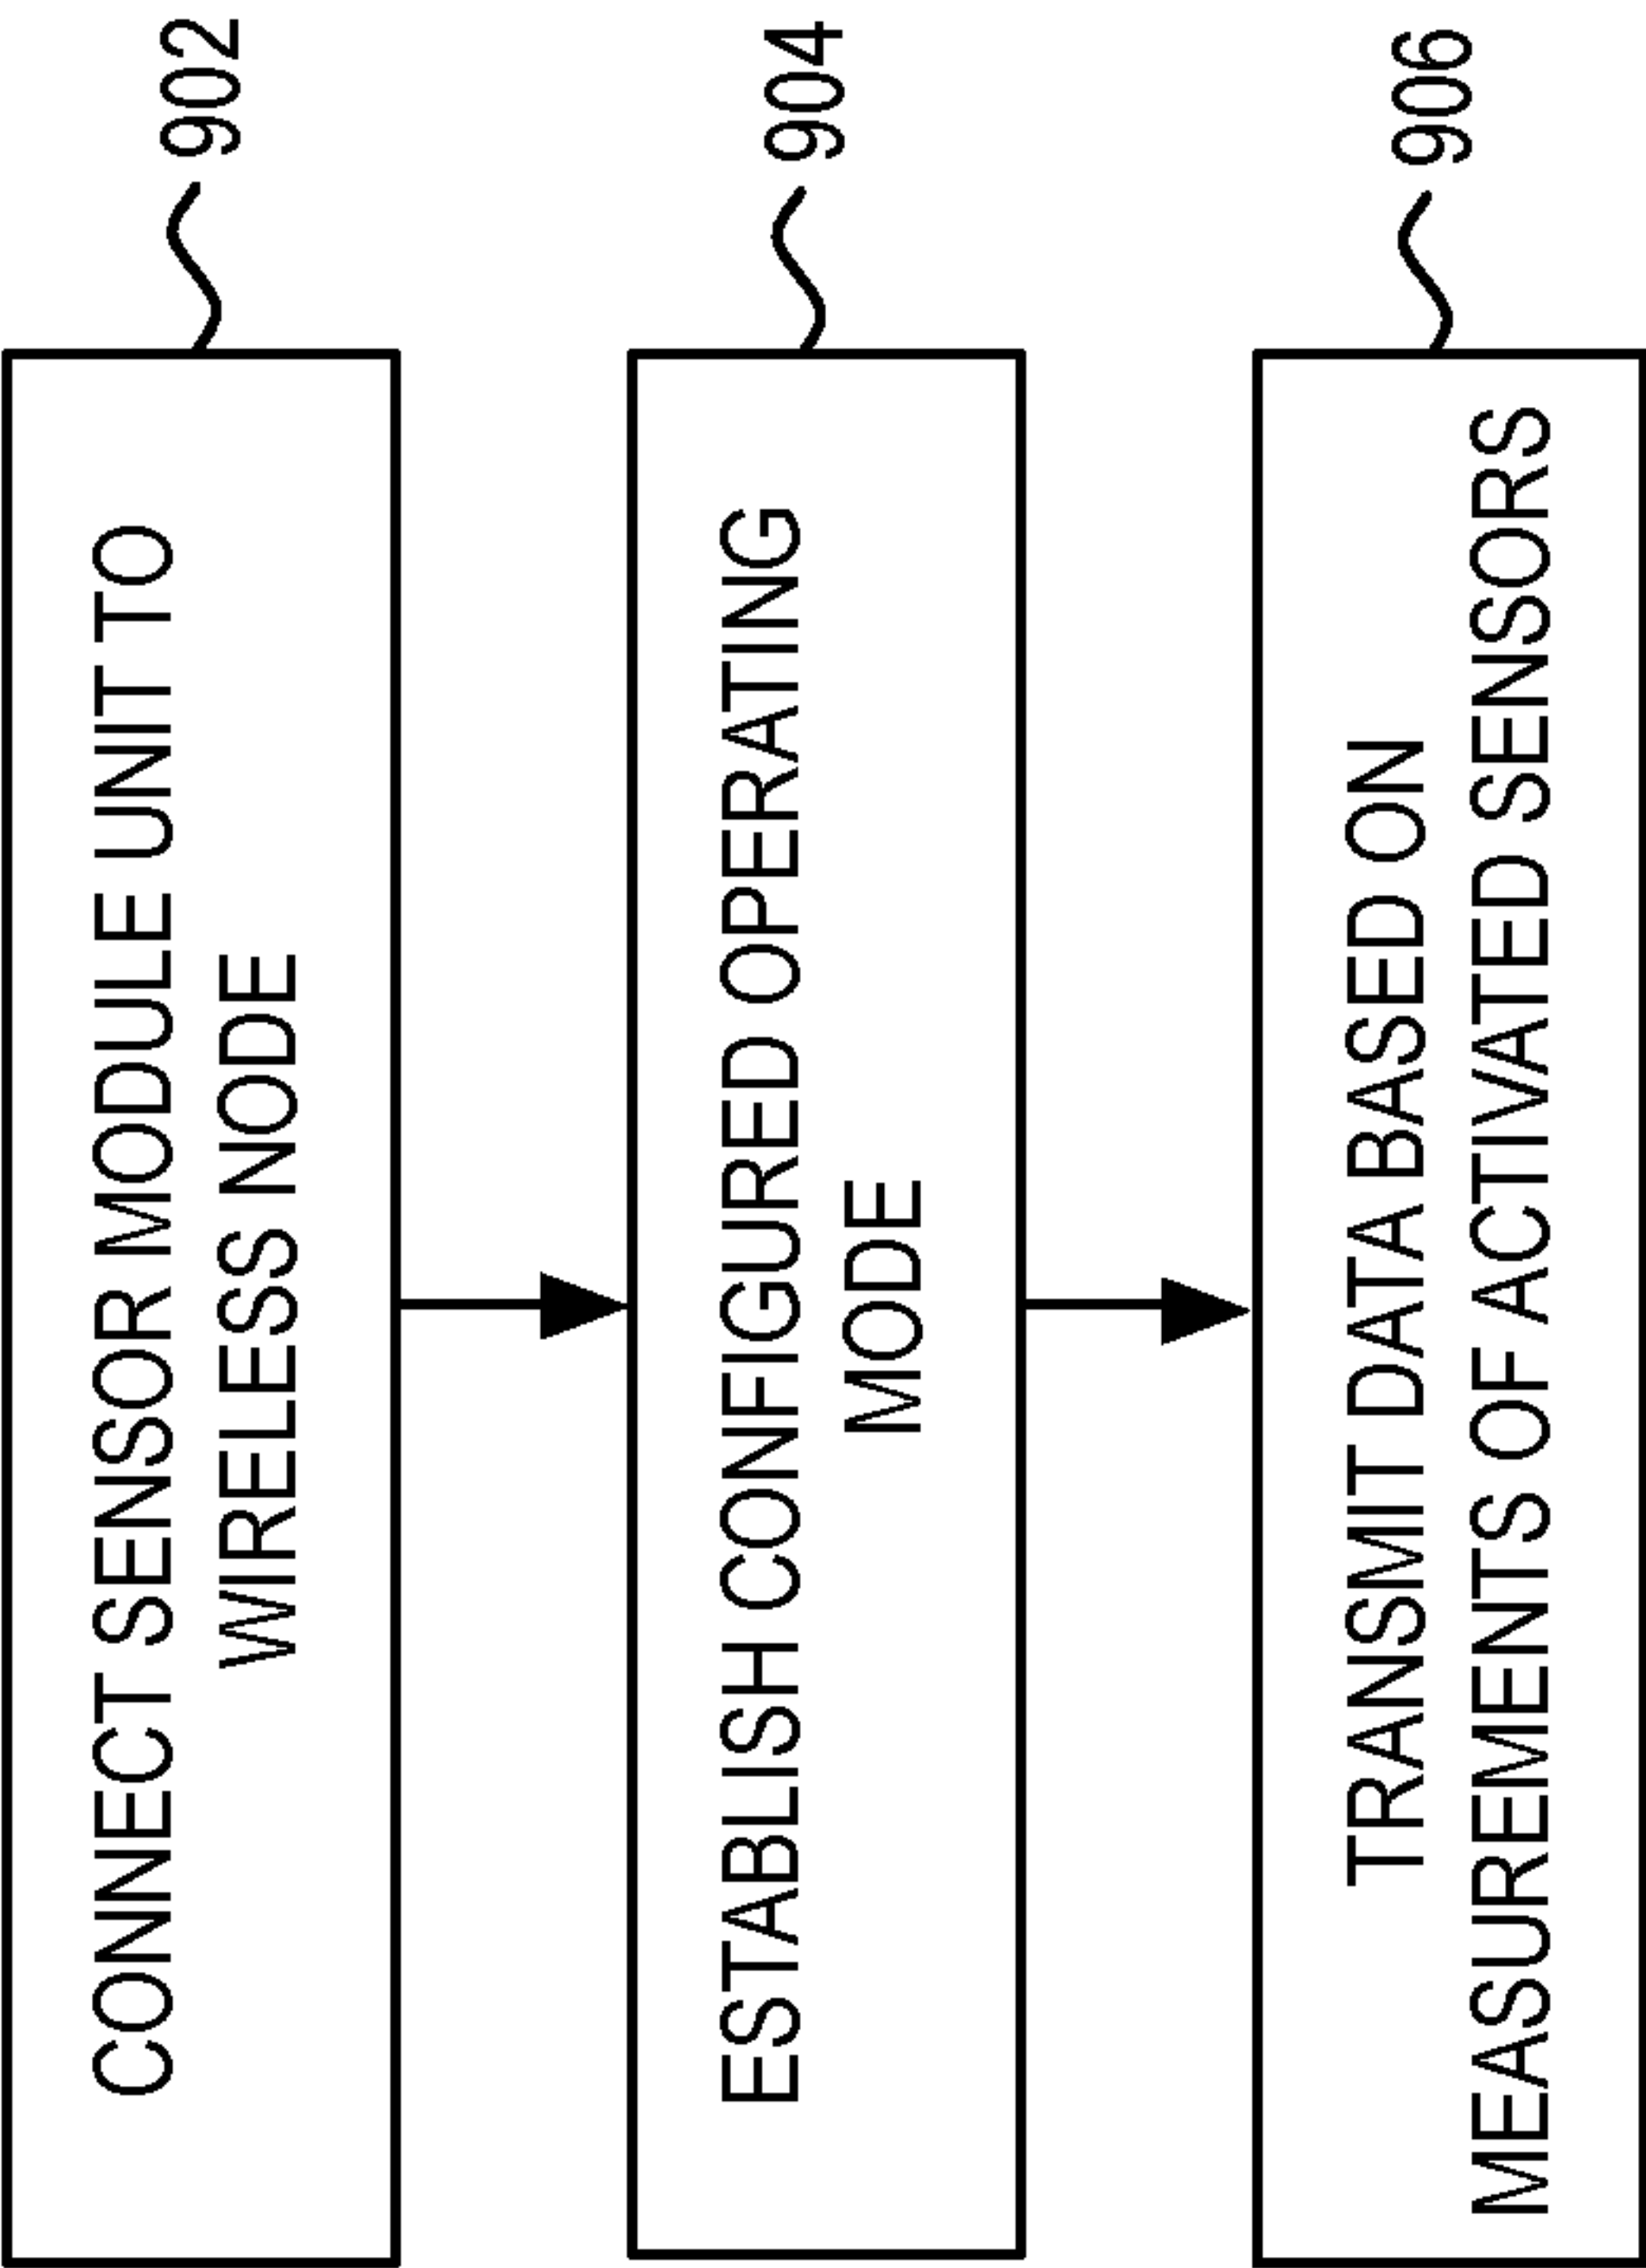 CONNECT SENSOR MODULE UNIT TO
WIRELESS NODE
902
ESTABLISH CONFIGURED OPERATING
MODE
904
TRANSMIT DATA BASED ON
MEASUREMENTS OF ACTIVATED SENSORS
906